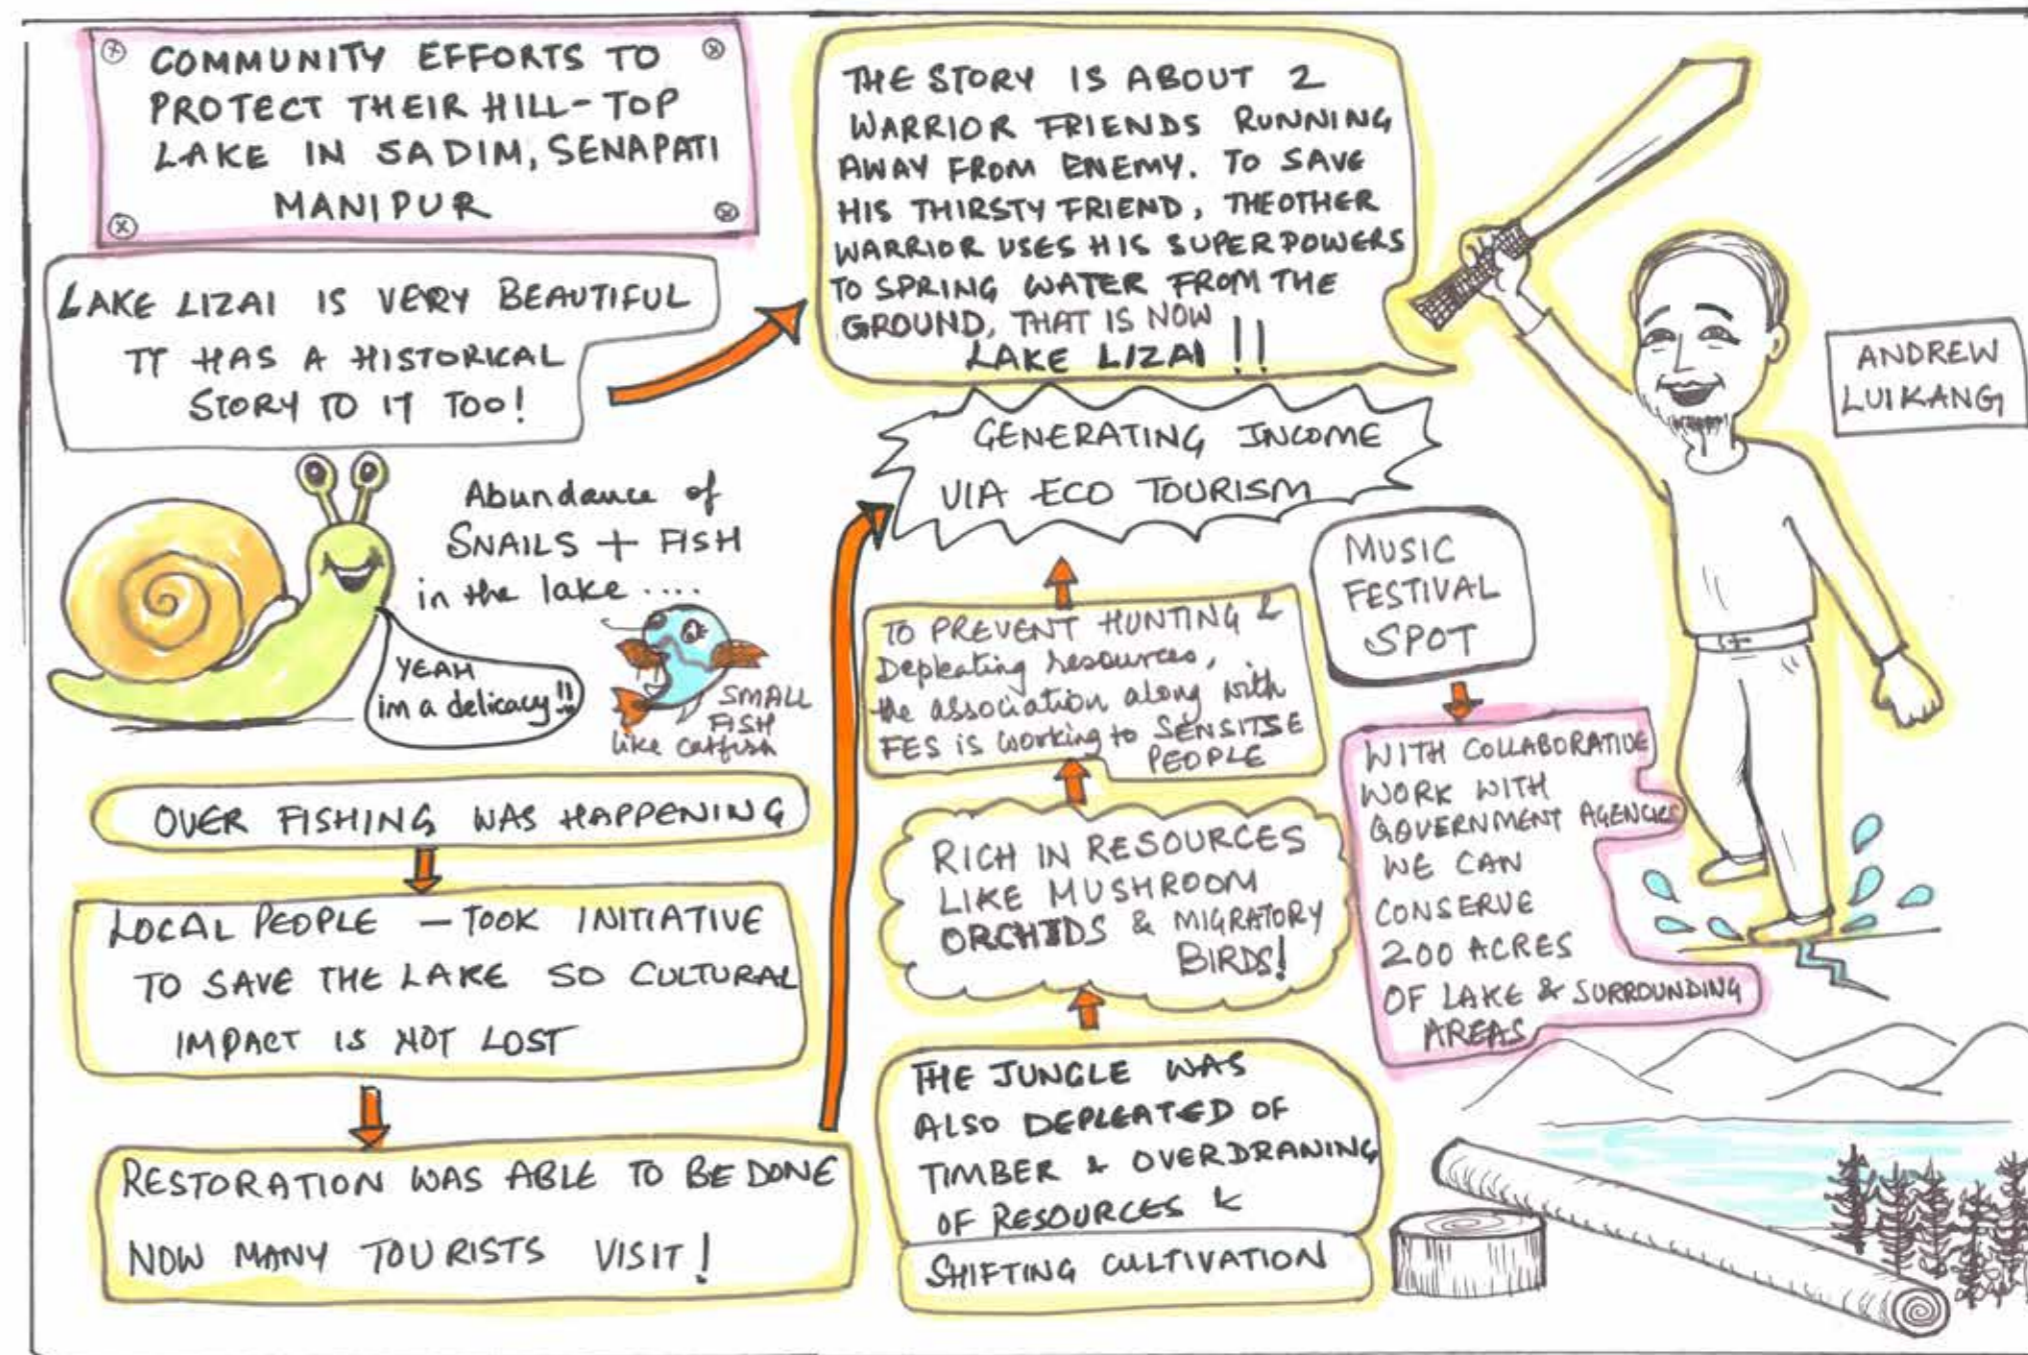 COMMUNITY EFFORTS TO
PROTECT THEIR HILL-TOP
LAKE IN SADIM, SENAPATI
MANIPUR
LAKE LIZAI IS VERY BEAUTIFUL
IT HAS A HISTORICAL
STORY TO IT TOO!
THE STORY IS ABOUT 2
WARRIOR FRIENDS RUNNING
AWAY FROM ENEMY. TO SAVE
HIS THIRSTY FRIEND, THE OTHER
WARRIOR USES HIS SUPERPOWERS
TO SPRING WATER FROM THE
GROUND, THAT IS NOW
LAKE LIZAI !!
ANDREW
LUIKANG
Abundance of
SNAILS + FISH
in the lake ....
YEAH
im a delicacy!!
SMALL
FISH
like catfish
OVER FISHING WAS HAPPENING
LOCAL PEOPLE - TOOK INITIATIVE
TO SAVE THE LAKE SO CULTURAL
IMPACT IS NOT LOST
RESTORATION WAS ABLE TO BE DONE
NOW MANY TOURISTS VISIT!
GENERATING INCOME
VIA ECO TOURISM
TO PREVENT HUNTING &
Depleating resources,
the association along with
FES is working to SENSITSE
PEOPLE
RICH IN RESOURCES
LIKE MUSHROOM
ORCHIDS & MIGRATORY
BIRDS!
THE JUNGLE WAS
ALSO DEPLEATED OF
TIMBER & OVERDRANING
OF RESOURCES &
SHIFTING CULTIVATION
MUSIC
FESTIVAL
SPOT
WITH COLLABORATIVE
WORK WITH
GOVERNMENT AGENCIES
WE CAN
CONSERVE
200 ACRES
OF LAKE & SURROUNDING
AREAS